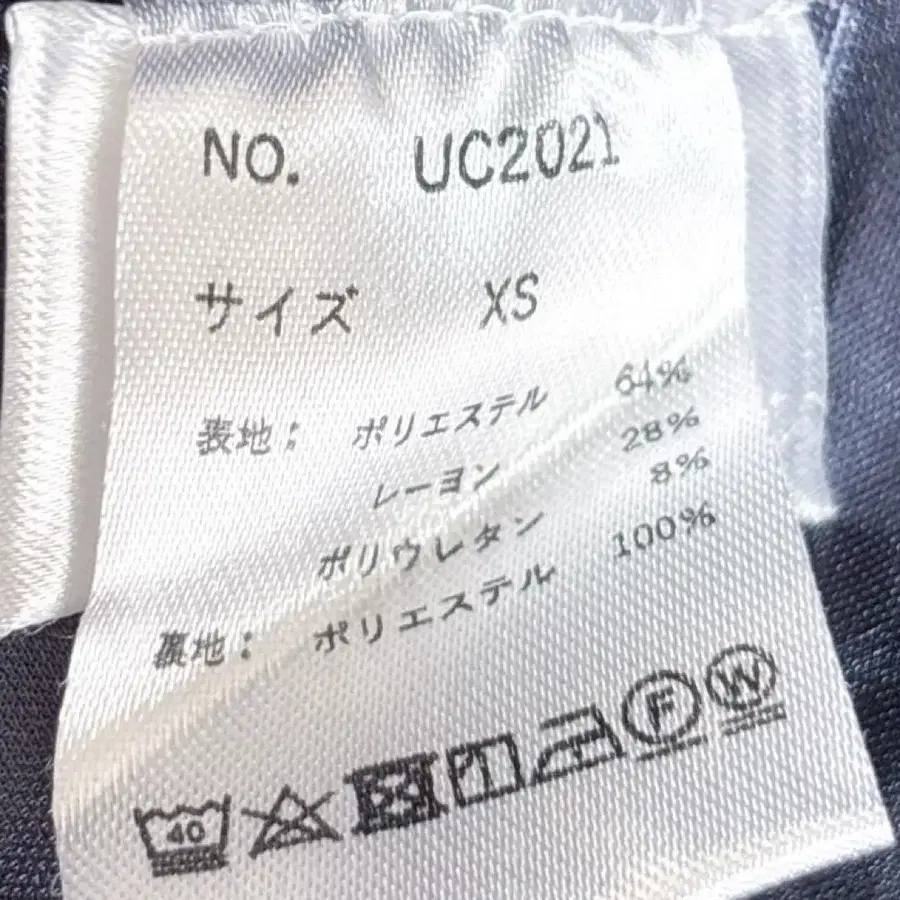 NO. UC2021
サイズ XS
表地: ポリエステル 64%
レーヨン 28%
ポリウレタン 8%
裏地: ポリエステル 100%
40 F W